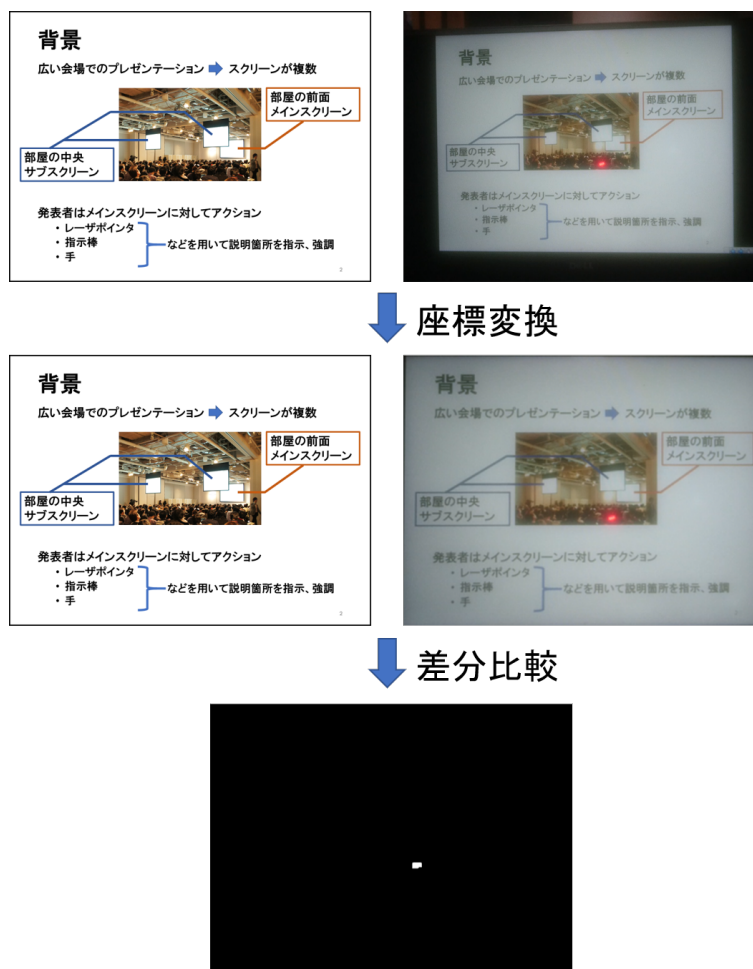 背景
広い会場でのプレゼンテーション スクリーンが複数
部屋の前面
メインスクリーン
部屋の中央
サブスクリーン
発表者はメインスクリーンに対してアクション
・レーザポインタ
・指示棒
・手
などを用いて説明箇所を指示、強調
3
背景
広い会場でのプレゼンテーション スクリーンが複数
部屋の前面
メインスクリーン
部屋の中央
サブスクリーン
発表者はメインスクリーンに対してアクション
・レーザポインタ
・指示棒
・手
などを用いて説明箇所を指示、強調
座標変換
背景
広い会場でのプレゼンテーション スクリーンが複数
部屋の前面
メインスクリーン
部屋の中央
サブスクリーン
発表者はメインスクリーンに対してアクション
・レーザポインタ
・指示棒
・手
などを用いて説明箇所を指示、強調
3
背景
広い会場でのプレゼンテーション スクリーンが複数
部屋の前面
メインスクリーン
部屋の中央
サブスクリーン
発表者はメインスクリーンに対してアクション
・レーザポインタ
・指示棒
・手
などを用いて説明箇所を指示、強調
差分比較